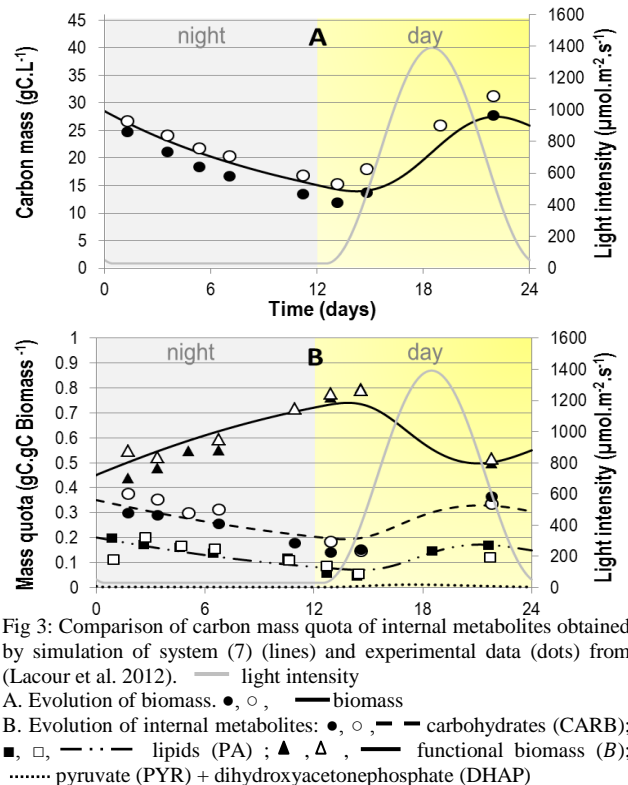 night A day
Carbon mass (gC.L-1)
45
40
35
30
25
20
15
10
5
0
1600
1400
1200
1000
800
600
400
200
0
Light intensity (µmol.m-2.s-1)
0 6 12 18 24
Time (days)
night B day
Mass quota (gC.gC Biomass -1)
1
0.9
0.8
0.7
0.6
0.5
0.4
0.3
0.2
0.1
0
1600
1400
1200
1000
800
600
400
200
0
Light intensity (µmol.m-2.s-1)
0 6 12 18 24
Fig 3: Comparison of carbon mass quota of internal metabolites obtained
by simulation of system (7) (lines) and experimental data (dots) from
(Lacour et al. 2012). light intensity
A. Evolution of biomass. ●, ○, biomass
B. Evolution of internal metabolites: ●, ○, carbohydrates (CARB);
■, □, lipids (PA) ; ▲ , △ , functional biomass (B);
pyruvate (PYR) + dihydroxyacetonephosphate (DHAP)